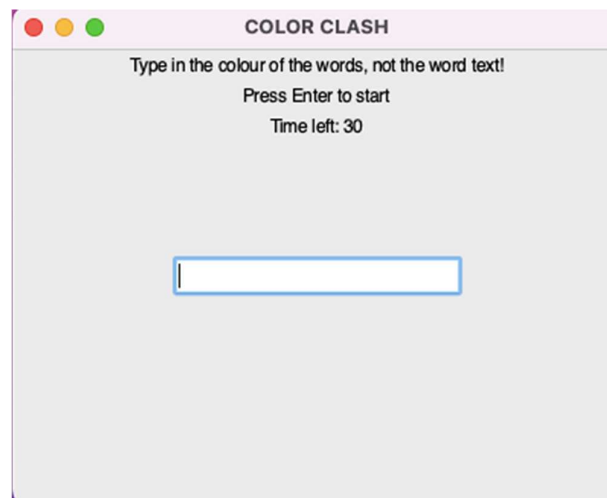 COLOR CLASH
Type in the colour of the words, not the word text!
Press Enter to start
Time left: 30